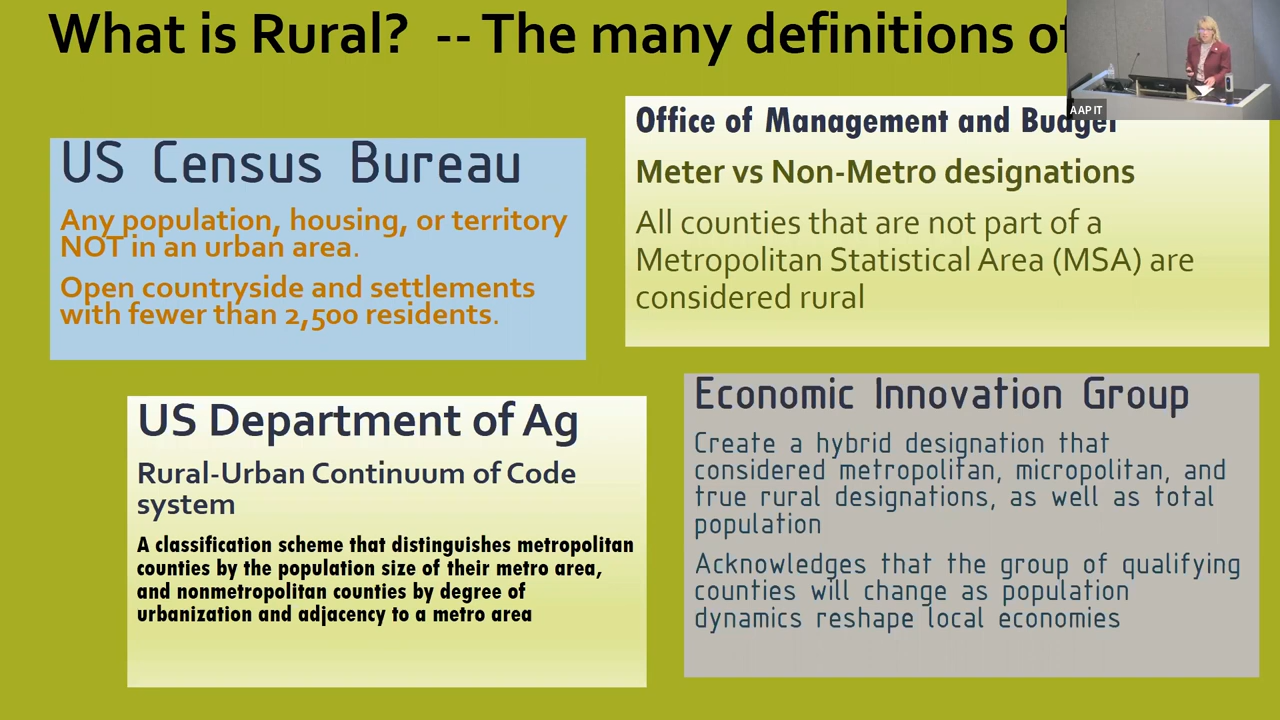 What is Rural? -- The many definitions of
AAPIT
Office of Management and Budget
Meter vs Non-Metro designations
All counties that are not part of a
Metropolitan Statistical Area (MSA) are
considered rural
US Census Bureau
Any population, housing, or territory
NOT in an urban area.
Open countryside and settlements
with fewer than 2,500 residents.
US Department of Ag
Rural-Urban Continuum of Code
system
A classification scheme that distinguishes metropolitan
counties by the population size of their metro area,
and nonmetropolitan counties by degree of
urbanization and adjacency to a metro area
Economic Innovation Group
Create a hybrid designation that
considered metropolitan, micropolitan, and
true rural designations, as well as total
population
Acknowledges that the group of qualifying
counties will change as population
dynamics reshape local economies